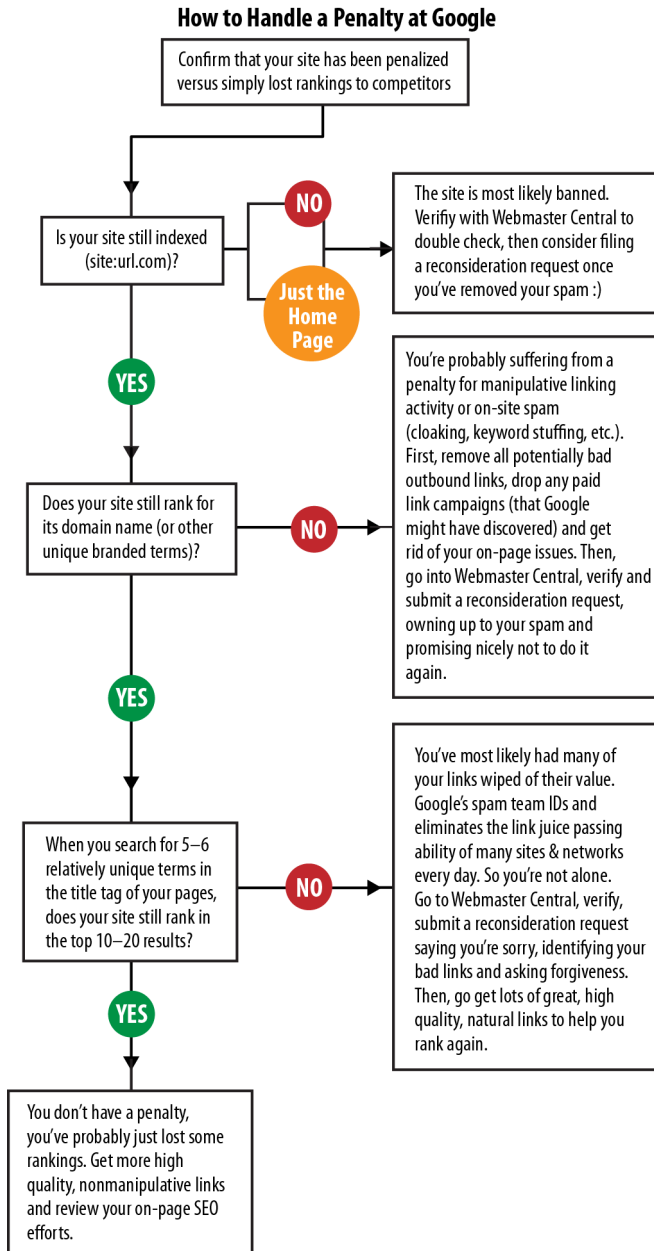 How to Handle a Penalty at Google
Confirm that your site has been penalized
versus simply lost rankings to competitors
Is your site still indexed
(site:url.com)?
NO
Just the
Home
Page
The site is most likely banned.
Verifiy with Webmaster Central to
double check, then consider filing
a reconsideration request once
you've removed your spam :)
YES
Does your site still rank for
its domain name (or other
unique branded terms)?
NO
You're probably suffering from a
penalty for manipulative linking
activity or on-site spam
(cloaking, keyword stuffing, etc.).
First, remove all potentially bad
outbound links, drop any paid
link campaigns (that Google
might have discovered) and get
rid of your on-page issues. Then,
go into Webmaster Central, verify and
submit a reconsideration request,
owning up to your spam and
promising nicely not to do it
again.
YES
When you search for 5–6
relatively unique terms in
the title tag of your pages,
does your site still rank in
the top 10–20 results?
NO
You've most likely had many of
your links wiped of their value.
Google's spam team IDs and
eliminates the link juice passing
ability of many sites & networks
every day. So you're not alone.
Go to Webmaster Central, verify,
submit a reconsideration request
saying you're sorry, identifying your
bad links and asking forgiveness.
Then, go get lots of great, high
quality, natural links to help you
rank again.
YES
You don't have a penalty,
you've probably just lost some
rankings. Get more high
quality, nonmanipulative links
and review your on-page SEO
efforts.